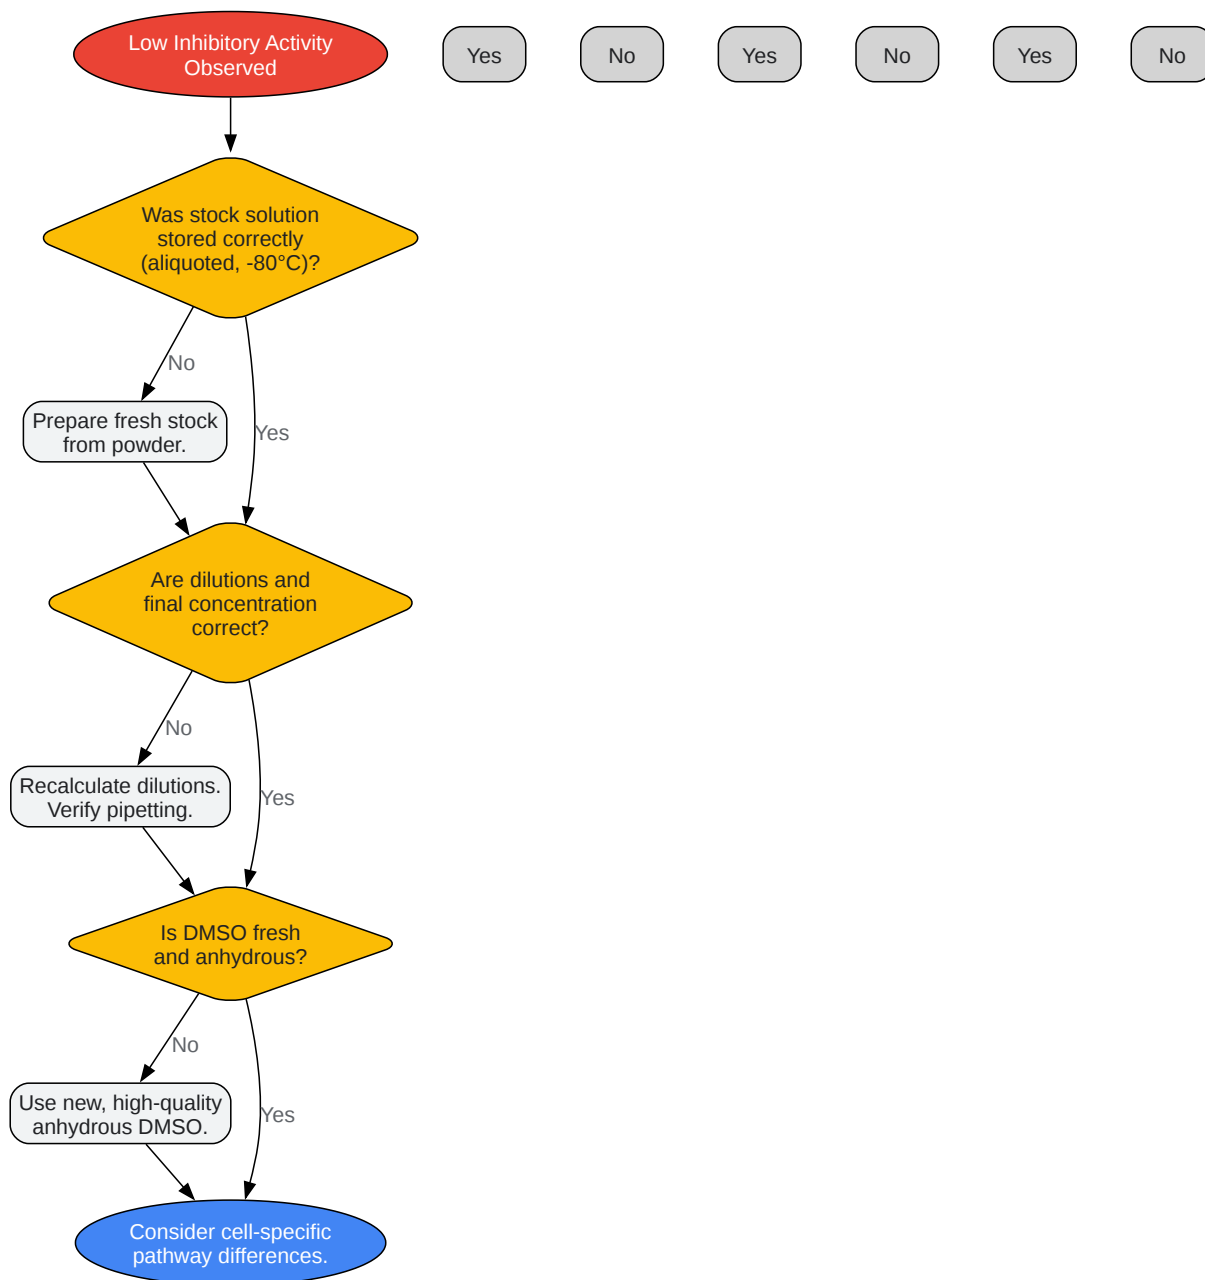 Low Inhibitory Activity
Observed
Yes
No
Yes
No
Yes
No
Was stock solution
stored correctly
(aliquoted, -80°C)?
No
Prepare fresh stock
from powder.
Yes
Are dilutions and
final concentration
correct?
No
Recalculate dilutions.
Verify pipetting.
Yes
Is DMSO fresh
and anhydrous?
No
Use new, high-quality
anhydrous DMSO.
Yes
Consider cell-specific
pathway differences.